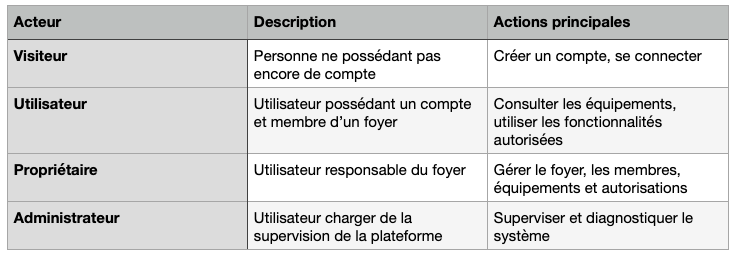 Acteur Description Actions principales
Visiteur Personne ne possédant pas Créer un compte, se connecter
encore de compte
Utilisateur Utilisateur possédant un compte Consulter les équipements,
et membre d'un foyer utiliser les fonctionnalités
autorisées
Propriétaire Utilisateur responsable du foyer Gérer le foyer, les membres,
équipements et autorisations
Administrateur Utilisateur charger de la Superviser et diagnostiquer le
supervision de la plateforme système